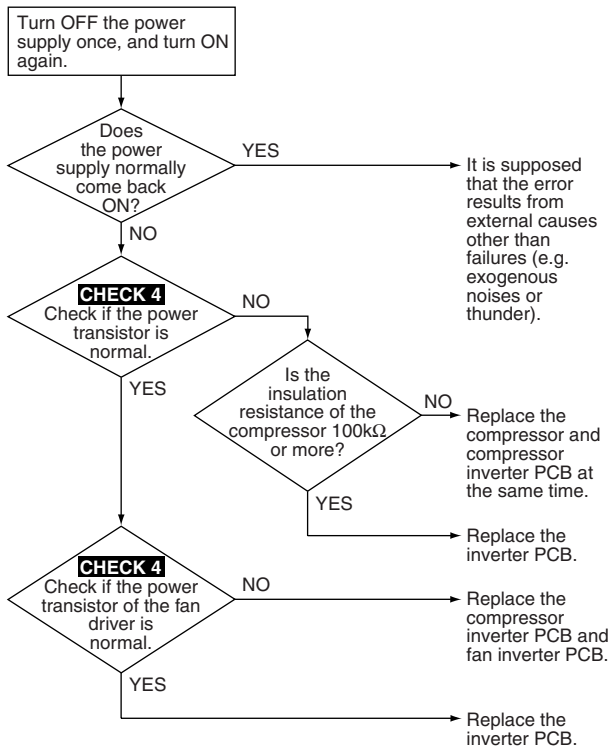 Turn OFF the power
supply once, and turn ON
again.
Does
the power
supply normally
come back
ON?
YES
It is supposed
that the error
results from
external causes
other than
failures (e.g.
exogenous
noises or
thunder).
NO
CHECK 4
Check if the power
transistor is
normal.
NO
YES
Is the
insulation
resistance of the
compressor 100kΩ
or more?
NO
Replace the
compressor and
compressor
inverter PCB at
the same time.
YES
Replace the
inverter PCB.
CHECK 4
Check if the power
transistor of the fan
driver is
normal.
NO
Replace the
compressor
inverter PCB and
fan inverter PCB.
YES
Replace the
inverter PCB.